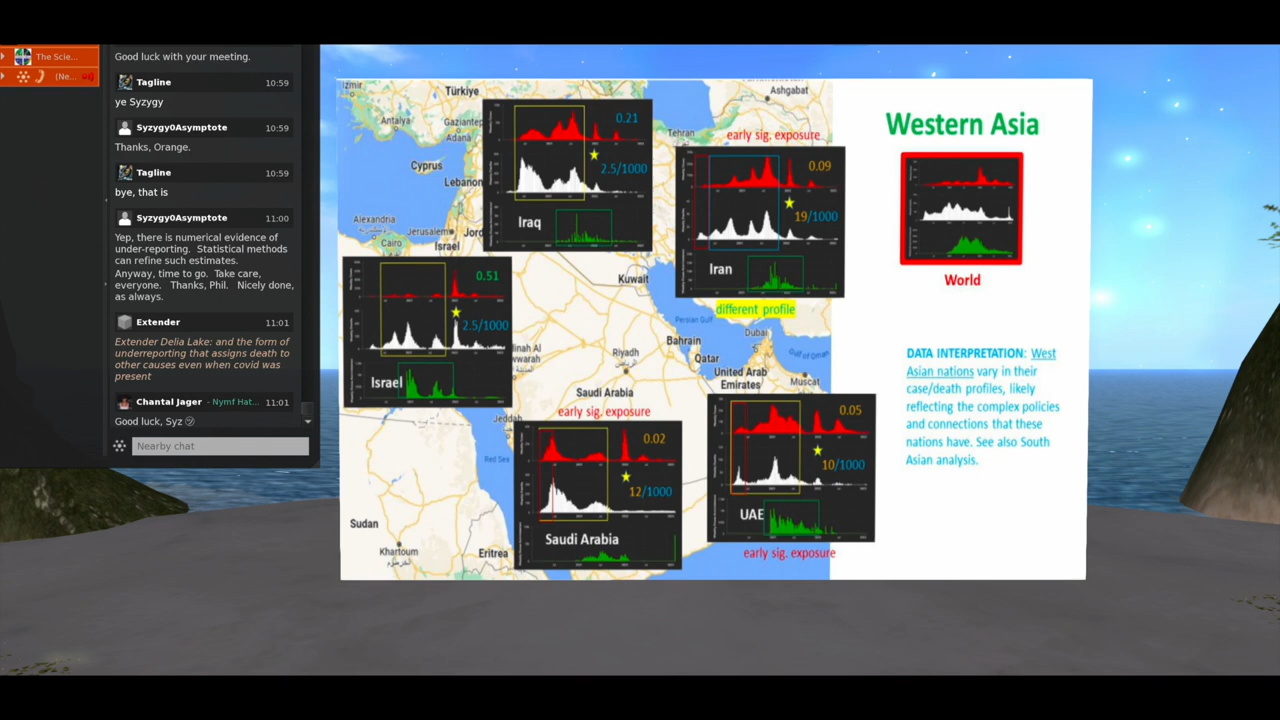 The Scie...
(Ne...
Good luck with your meeting.
Tagline 10:59
ye Syzygy
Syzygy0Asymptote 10:59
Thanks, Orange.
Tagline 10:59
bye, that is
Syzygy0Asymptote 11:00
Yep, there is numerical evidence of
under-reporting. Statistical methods
can refine such estimates.
Anyway, time to go. Take care,
everyone. Thanks, Phil. Nicely done,
as always.
Extender 11:01
Extender Delia Lake: and the form of
underreporting that assigns death to
other causes even when covid was
present
Chantal Jager - Nymf Hat... 11:01
Good luck, Syz
Nearby chat
Izmir
Türkiye
Antalya
Gaziantep
Adana
Cyprus
Lebanon
Alexandria
Cairo
Jerusalem
Israel
Ashgabat
Tehran
0.21
2.5/1000
Iraq
early sig. exposure
0.09
19/1000
Iran
different profile
0.51
2.5/1000
Israel
Kuwait
Persian Gulf
Dubai
Bahrain
Gulf of Oman
Qatar
Riyadh
United Arab
Emirates
Muscat
Saudi Arabia
Jeddah
Red Sea
early sig. exposure
0.02
12/1000
Saudi Arabia
0.05
10/1000
UAE
early sig. exposure
Sudan
Khartoum
Eritrea
Western Asia
World
DATA INTERPRETATION: West
Asian nations vary in their
case/death profiles, likely
reflecting the complex policies
and connections that these
nations have. See also South
Asian analysis.